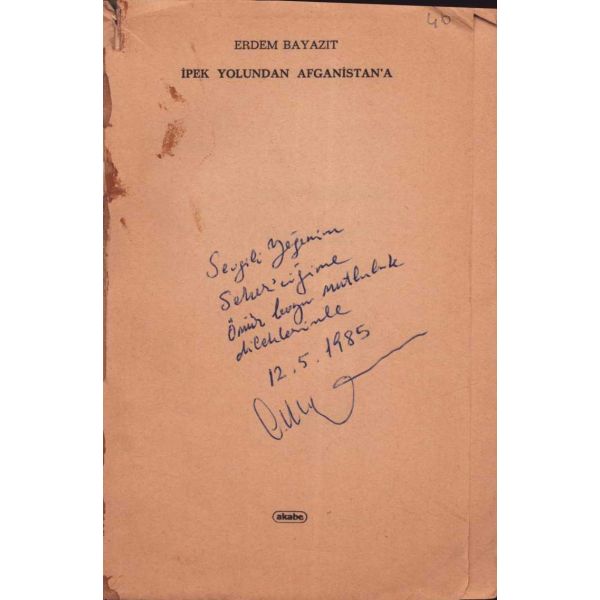 40
ERDEM BAYAZIT
İPEK YOLUNDAN AFGANİSTAN'A
Sevgili Yeğenim
Seher'ciğime
Ömür boyu mutluluk
dileklerimle
12.5.1985
akabe